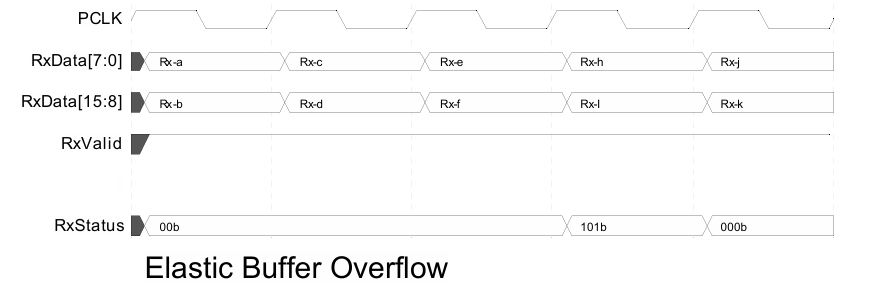 PCLK
RxData[7:0] Rx-a Rx-c Rx-e Rx-h Rx-j
RxData[15:8] Rx-b Rx-d Rx-f Rx-I Rx-k
RxValid
RxStatus 00b 101b 000b
Elastic Buffer Overflow